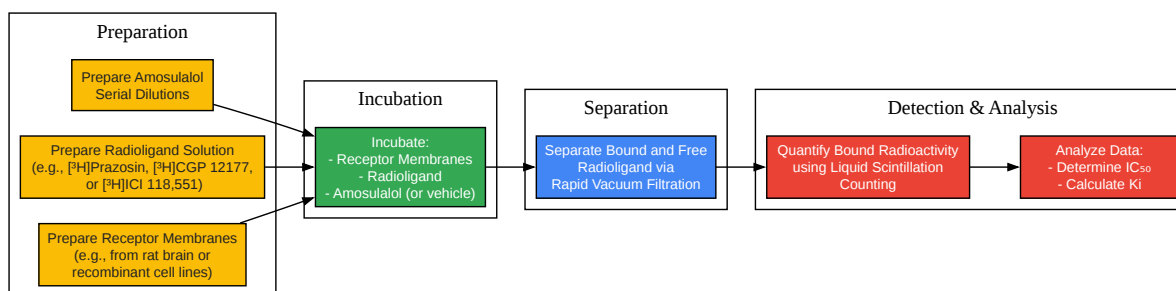 Preparation
Prepare Amosulalol
Serial Dilutions
Prepare Radioligand Solution
(e.g., [³H]Prazosin, [³H]CGP 12177,
or [³H]ICI 118,551)
Prepare Receptor Membranes
(e.g., from rat brain or
recombinant cell lines)
Incubation
Incubate:
- Receptor Membranes
- Radioligand
- Amosulalol (or vehicle)
Separation
Separate Bound and Free
Radioligand via
Rapid Vacuum Filtration
Detection & Analysis
Quantify Bound Radioactivity
using Liquid Scintillation
Counting
Analyze Data:
- Determine IC₅₀
- Calculate Ki